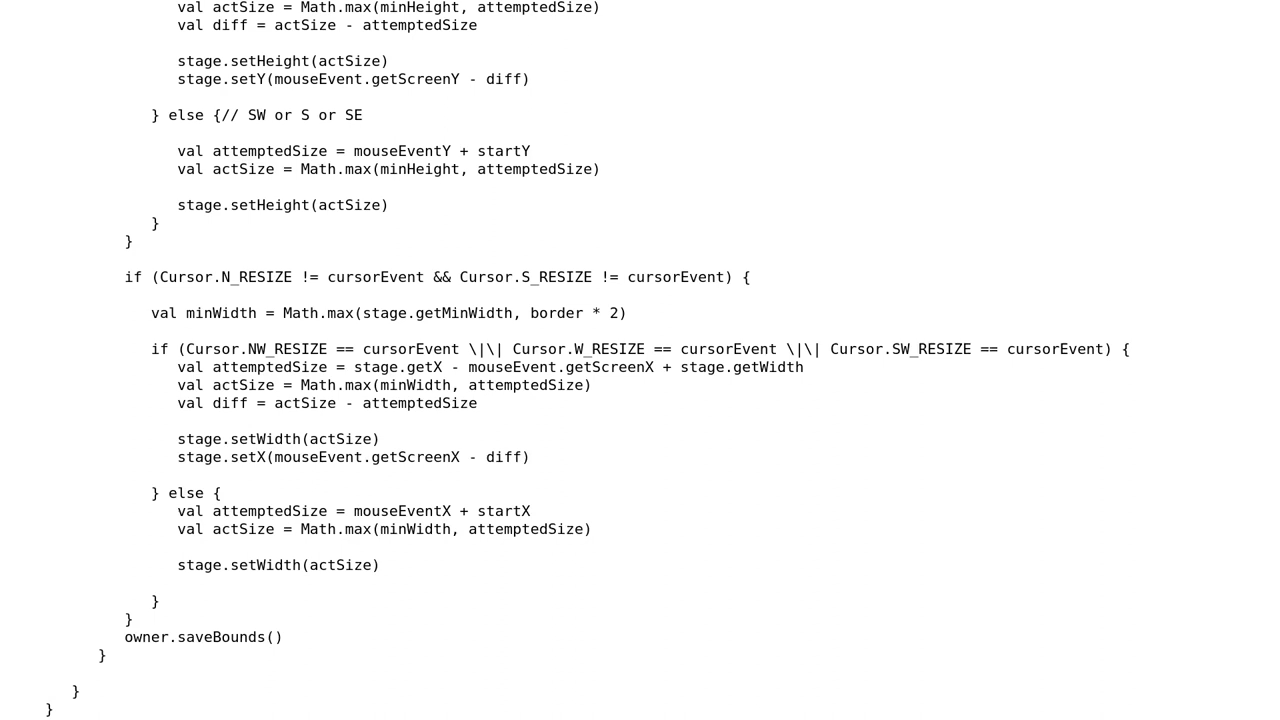 val actSize = Math.max(minHeight, attemptedSize)
val diff = actSize - attemptedSize
stage.setHeight(actSize)
stage.setY(mouseEvent.getScreenY - diff)
} else {// SW or S or SE
val attemptedSize = mouseEventY + startY
val actSize = Math.max(minHeight, attemptedSize)
stage.setHeight(actSize)
}
}
if (Cursor.N_RESIZE != cursorEvent && Cursor.S_RESIZE != cursorEvent) {
val minWidth = Math.max(stage.getMinWidth, border * 2)
if (Cursor.NW_RESIZE == cursorEvent \|\| Cursor.W_RESIZE == cursorEvent \|\| Cursor.SW_RESIZE == cursorEvent) {
val attemptedSize = stage.getX - mouseEvent.getScreenX + stage.getWidth
val actSize = Math.max(minWidth, attemptedSize)
val diff = actSize - attemptedSize
stage.setWidth(actSize)
stage.setX(mouseEvent.getScreenX - diff)
} else {
val attemptedSize = mouseEventX + startX
val actSize = Math.max(minWidth, attemptedSize)
stage.setWidth(actSize)
}
}
owner.saveBounds()
}
}
}